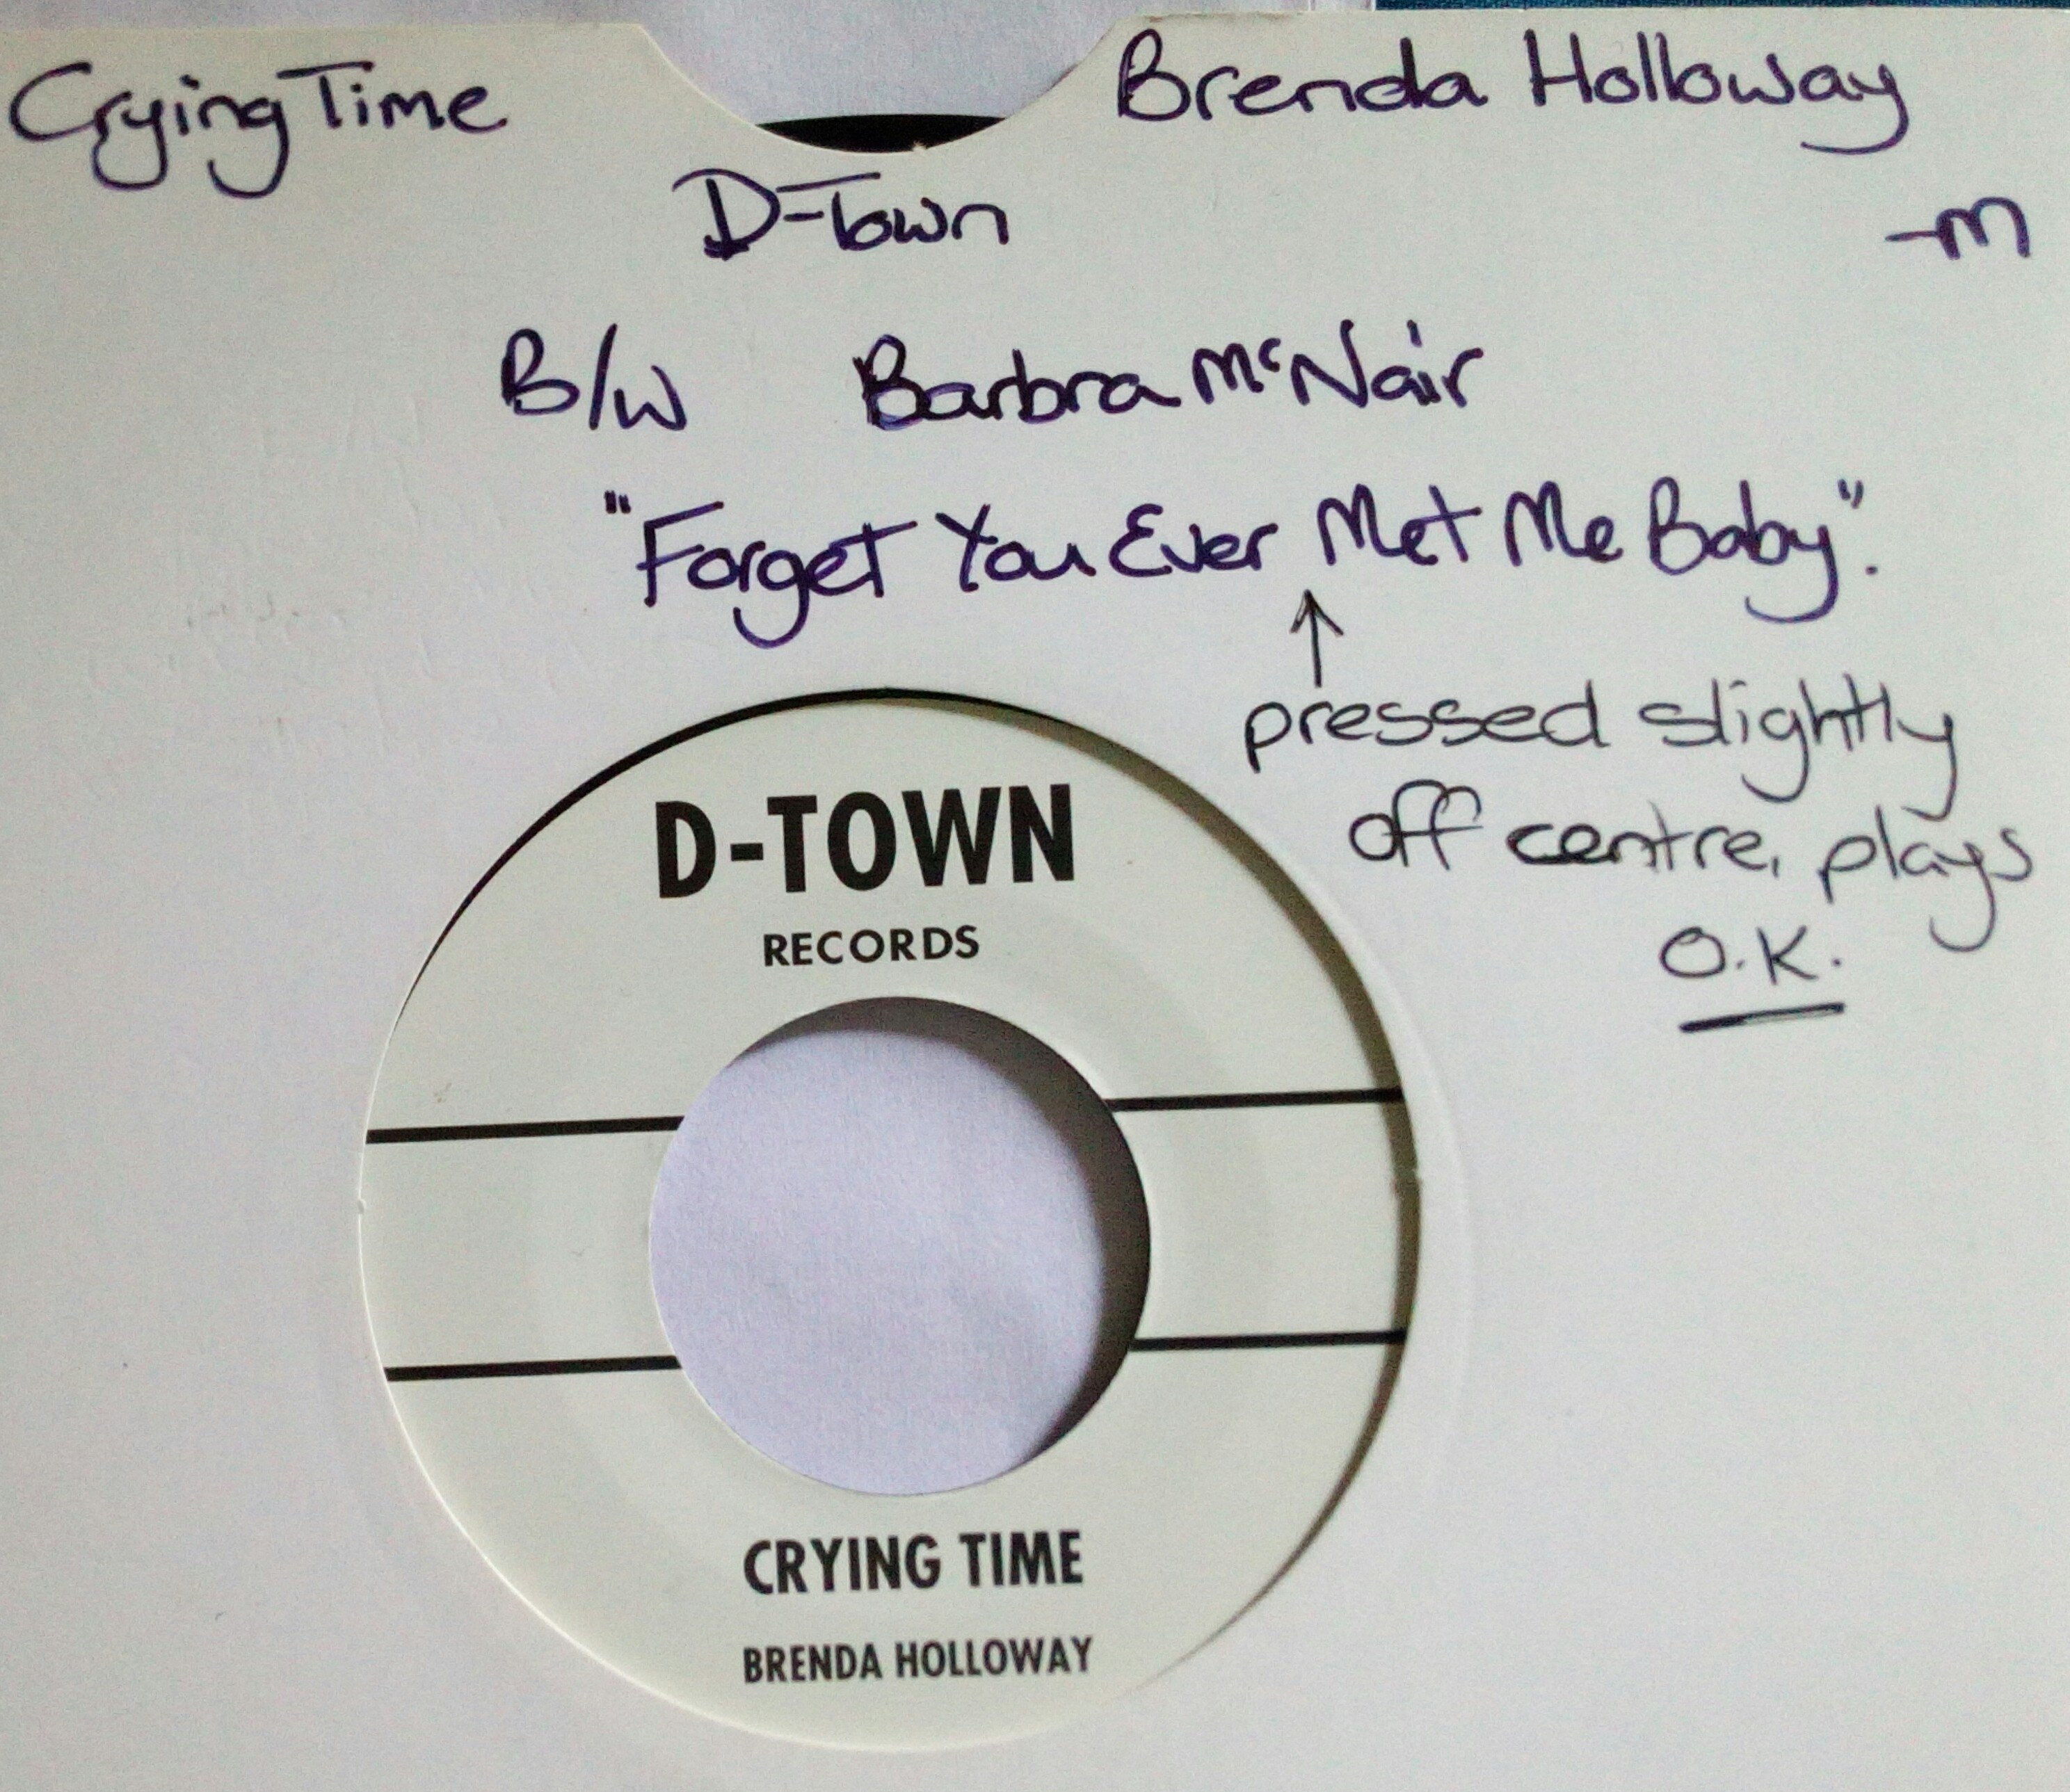 Crying Time
Brenda Holloway
D-Town
-M
B/W Barbra McNair
"Forget You Ever Met Me Baby".
↑
pressed slightly
off centre, plays
O.K.
D-TOWN
RECORDS
CRYING TIME
BRENDA HOLLOWAY